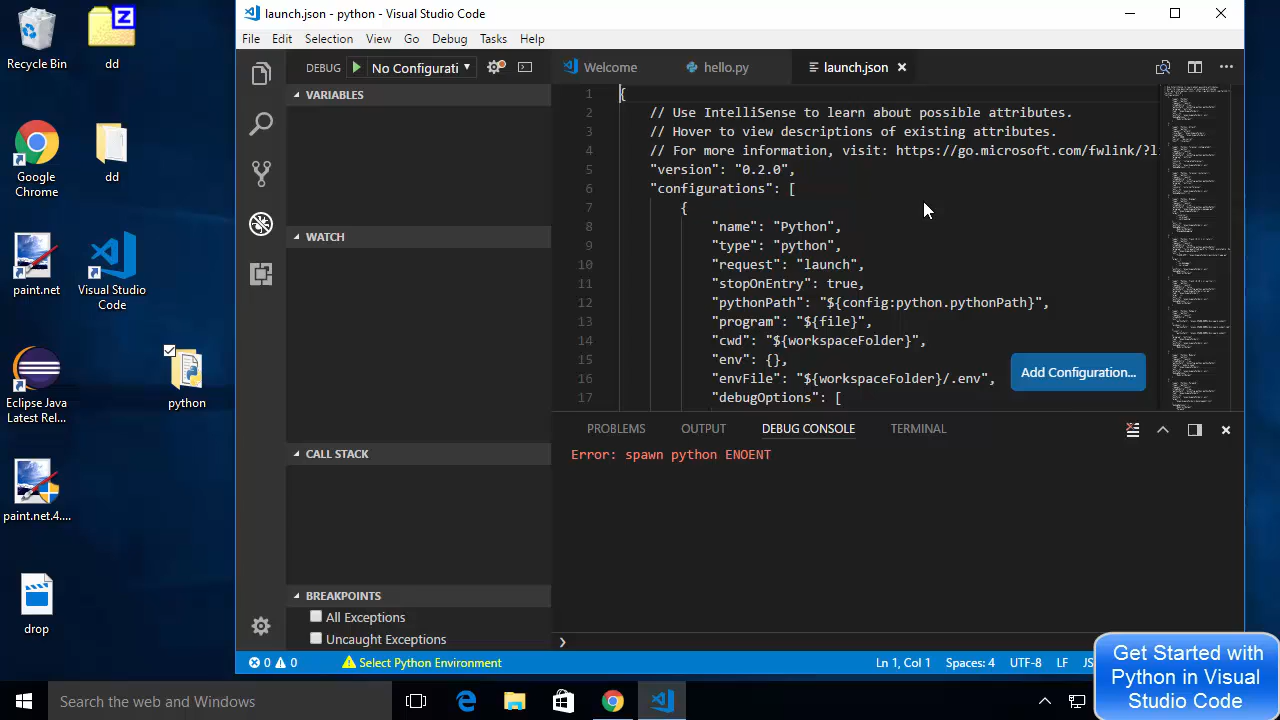 Recycle Bin
dd
Google
Chrome
dd
paint.net
Visual Studio
Code
Eclipse Java
Latest Rel...
python
paint.net.4....
drop
launch.json - python - Visual Studio Code
File Edit Selection View Go Debug Tasks Help
DEBUG No Configurati
Welcome hello.py launch.json
VARIABLES
WATCH
CALL STACK
BREAKPOINTS
All Exceptions
Uncaught Exceptions
1 {
2 // Use IntelliSense to learn about possible attributes.
3 // Hover to view descriptions of existing attributes.
4 // For more information, visit: https://go.microsoft.com/fwlink/?li
5 "version": "0.2.0",
6 "configurations": [
7 {
8 "name": "Python",
9 "type": "python",
10 "request": "launch",
11 "stopOnEntry": true,
12 "pythonPath": "${config:python.pythonPath}",
13 "program": "${file}",
14 "cwd": "${workspaceFolder}",
15 "env": {},
16 "envFile": "${workspaceFolder}/.env",
17 "debugOptions": [
Add Configuration...
PROBLEMS OUTPUT DEBUG CONSOLE TERMINAL
Error: spawn python ENOENT
0 0 Select Python Environment Ln 1, Col 1 Spaces: 4 UTF-8 LF JS
Get Started with
Python in Visual
Studio Code
Search the web and Windows